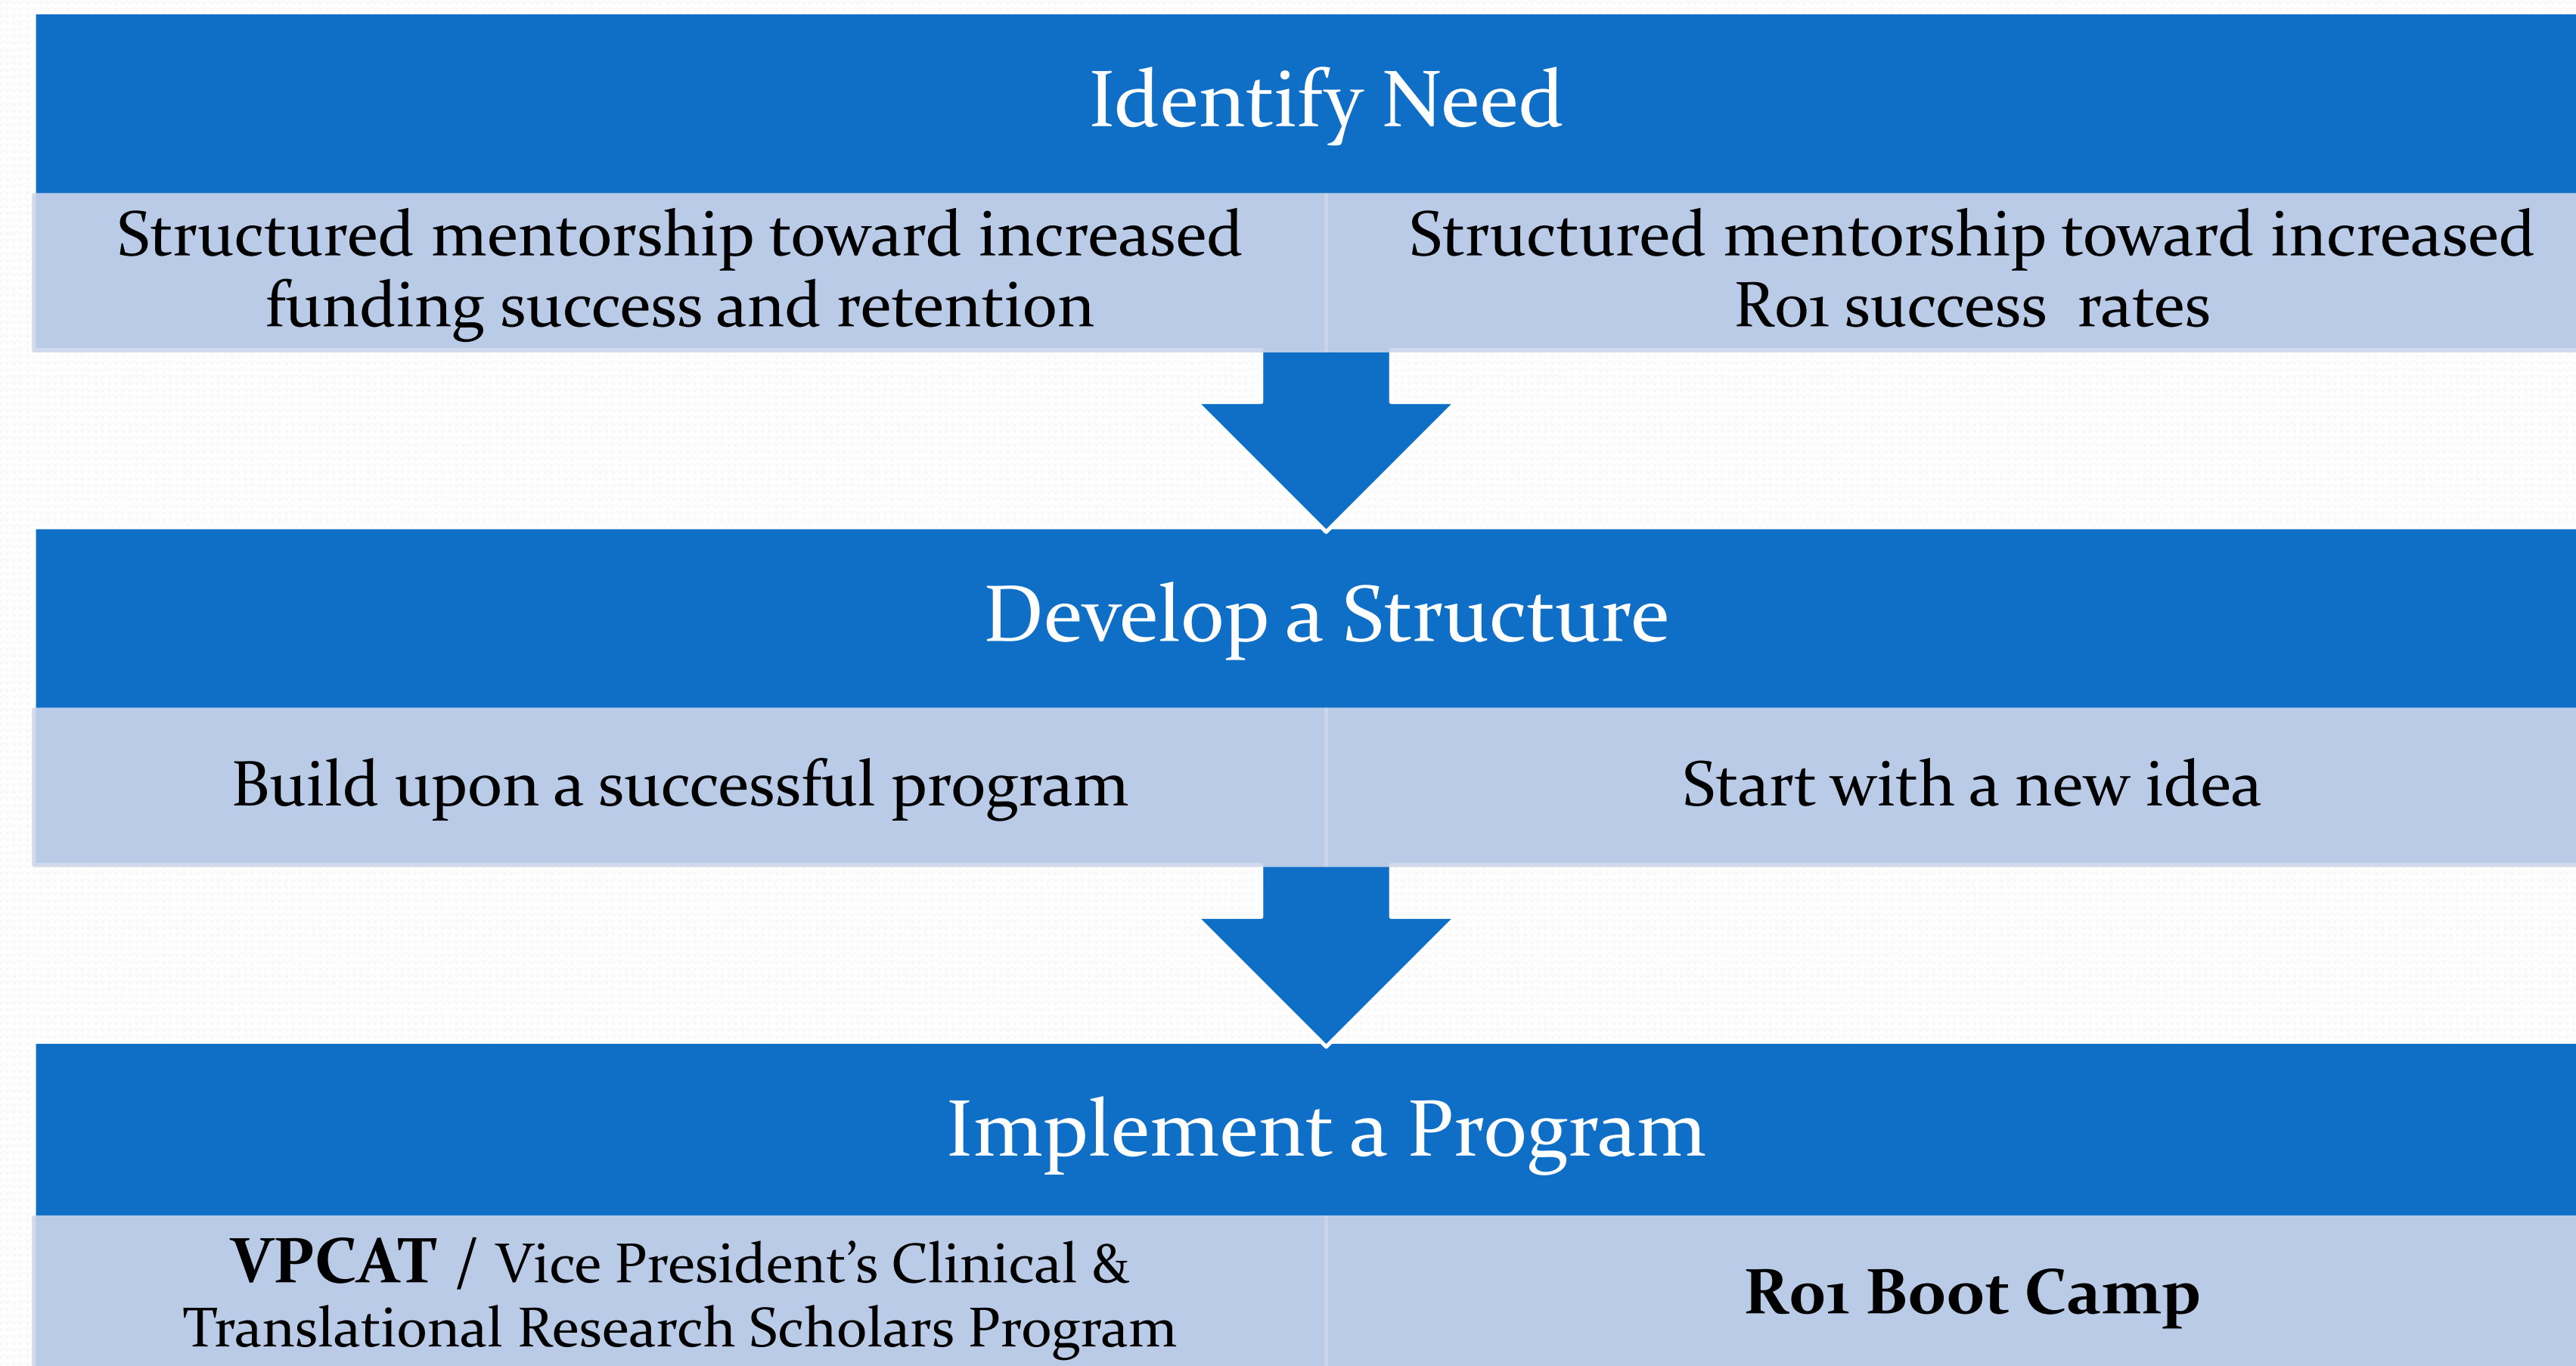 Identify Need
Structured mentorship toward increased
funding success and retention
Structured mentorship toward increased
R01 success rates
Develop a Structure
Build upon a successful program
Start with a new idea
Implement a Program
VPCAT / Vice President’s Clinical &
Translational Research Scholars Program
R01 Boot Camp